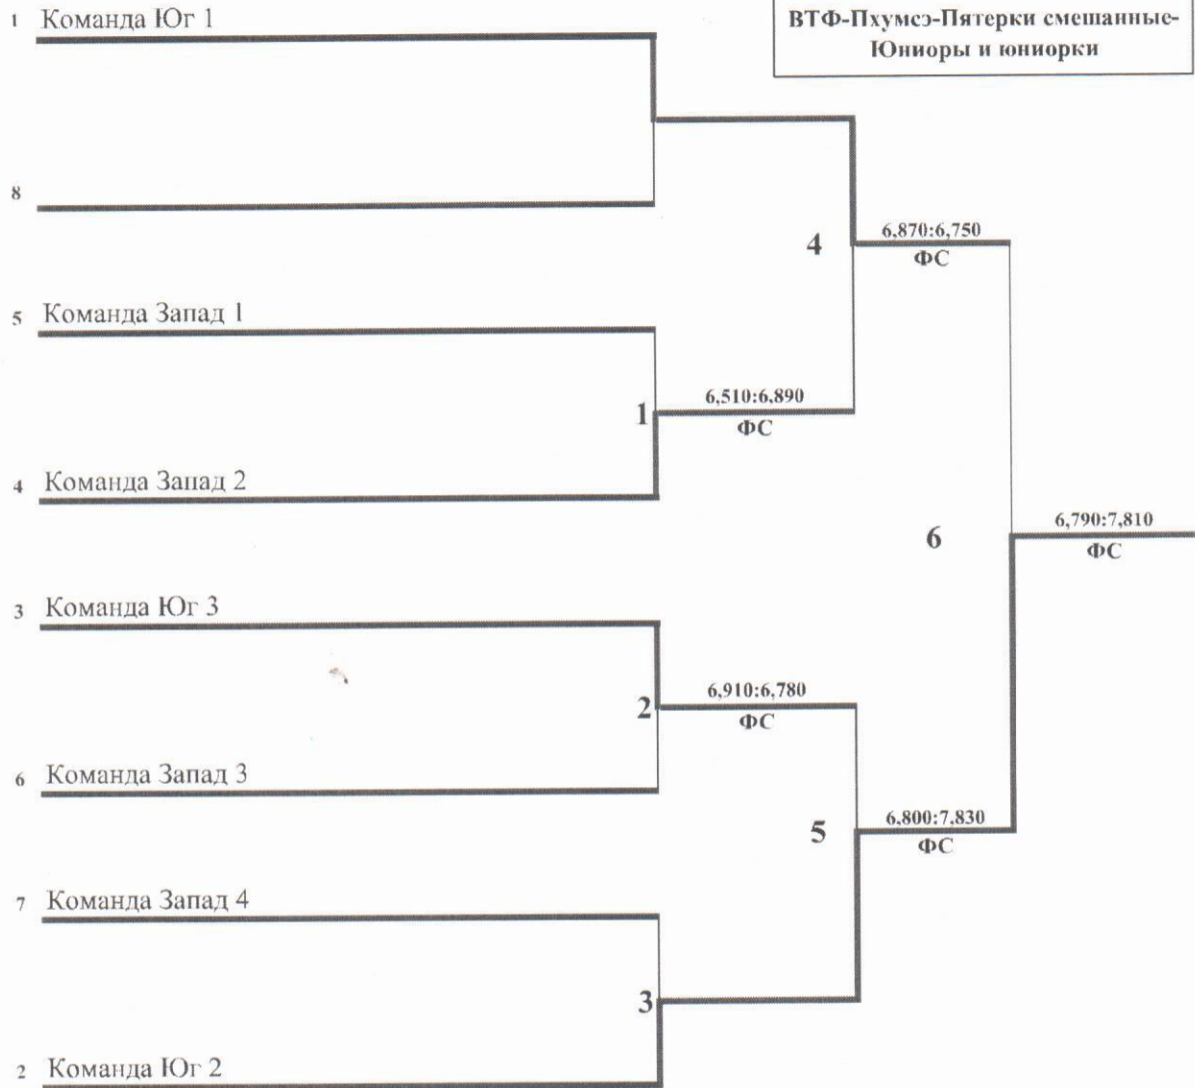 1 Команда Юг 1
ВТФ-Пхумсэ-Пятерки смешанные-
Юниоры и юниорки
8
4
6,870:6,750
ФС
5 Команда Запад 1
1
6,510:6,890
ФС
4 Команда Запад 2
6
6,790:7,810
ФС
3 Команда Юг 3
2
6,910:6,780
ФС
6 Команда Запад 3
5
6,800:7,830
ФС
7 Команда Запад 4
3
2 Команда Юг 2